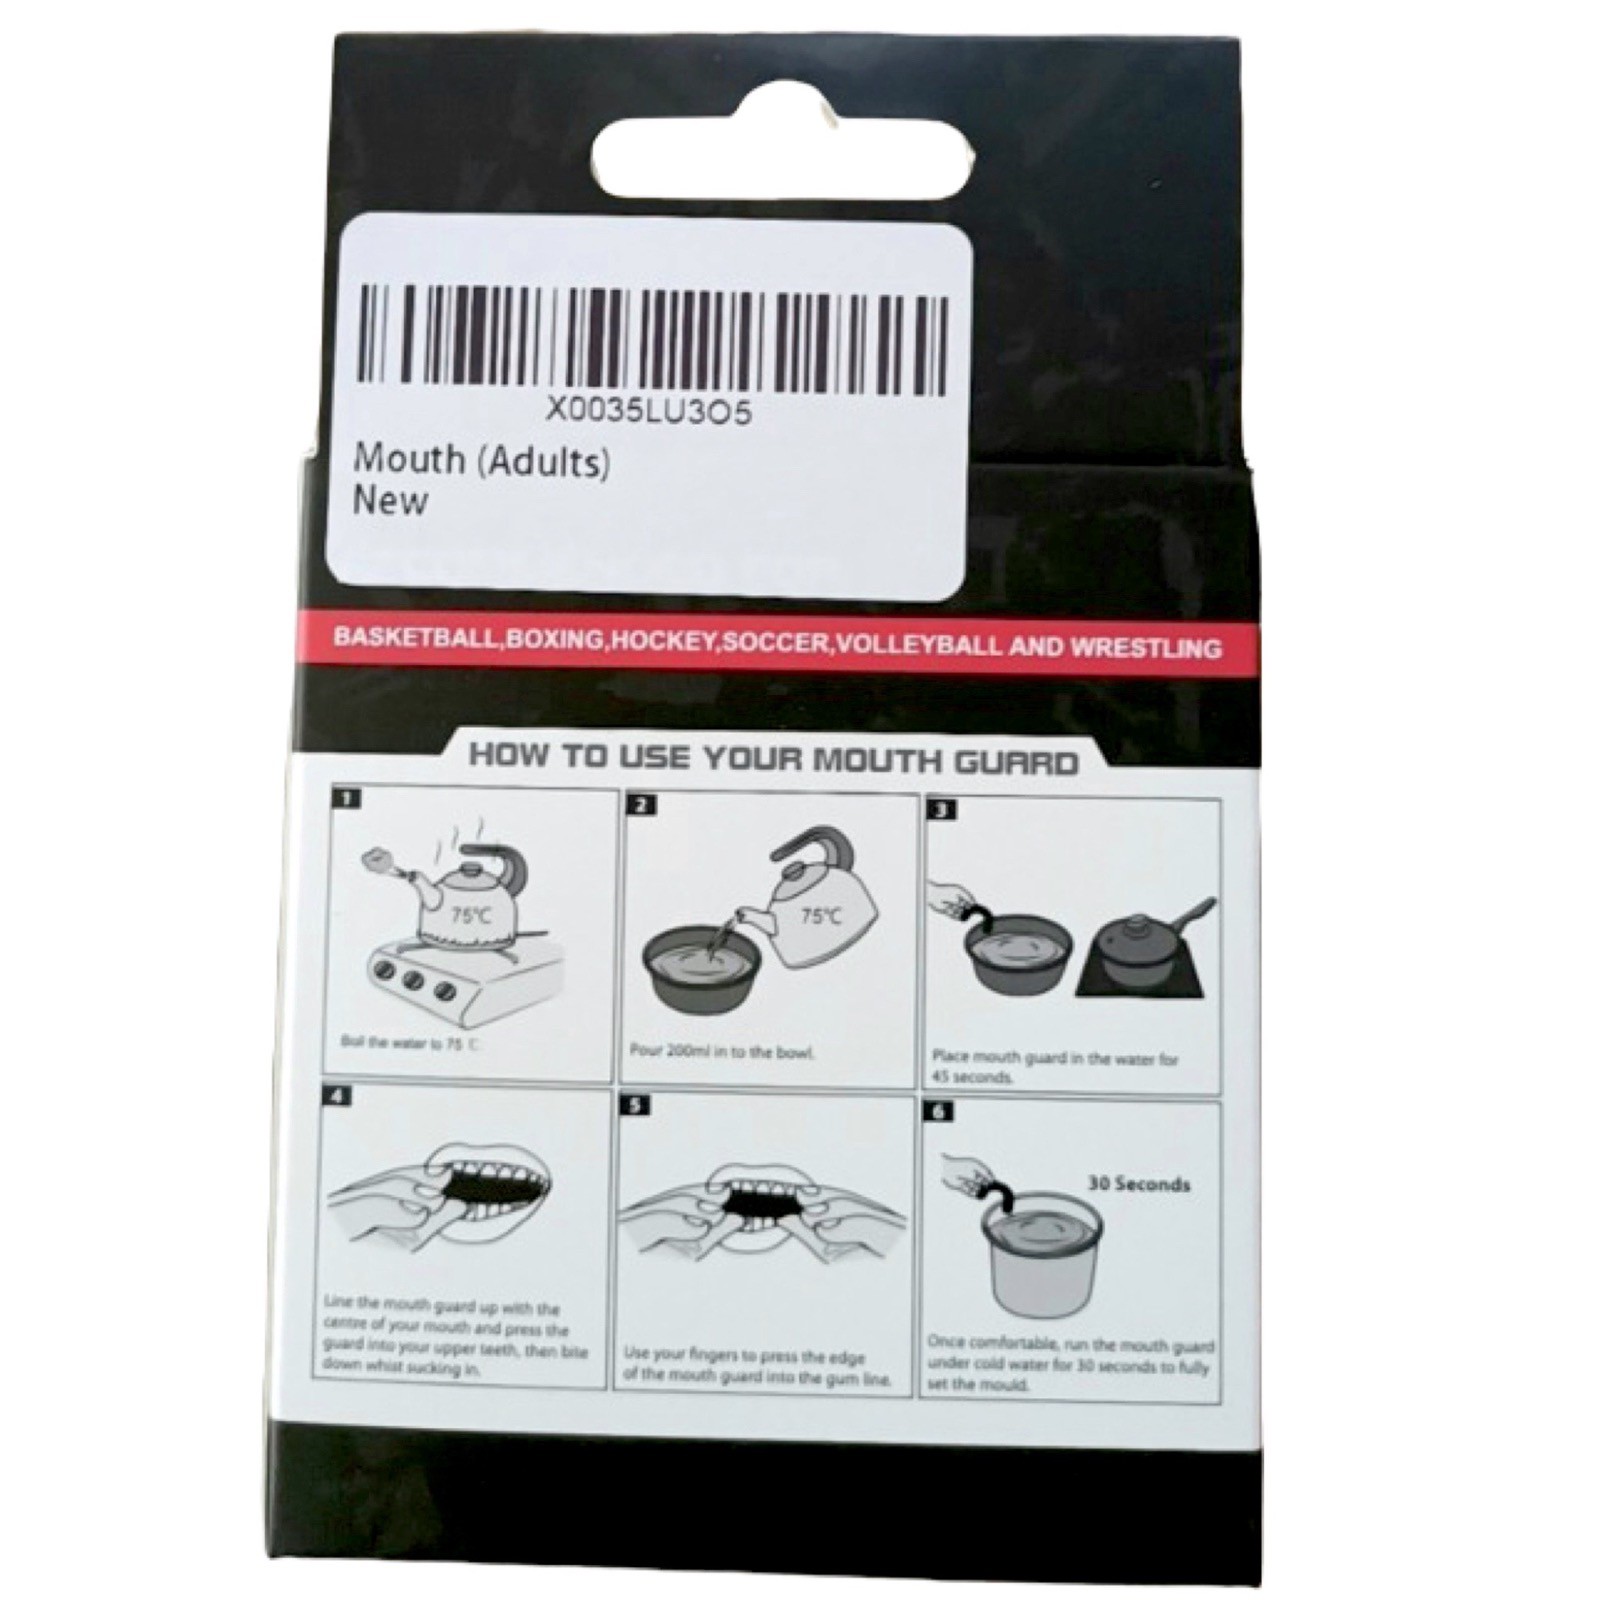 X0035LU3O5
Mouth (Adults)
New
BASKETBALL,BOXING,HOCKEY,SOCCER,VOLLEYBALL AND WRESTLING
HOW TO USE YOUR MOUTH GUARD
1
75°C
Boil the water to 75 C.
2
75°C
Pour 200ml in to the bowl.
3
Place mouth guard in the water for
45 seconds.
4
Line the mouth guard up with the
centre of your mouth and press the
guard into your upper teeth, then bite
down whist sucking in.
5
Use your fingers to press the edge
of the mouth guard into the gum line.
6
30 Seconds
Once comfortable, run the mouth guard
under cold water for 30 seconds to fully
set the mould.